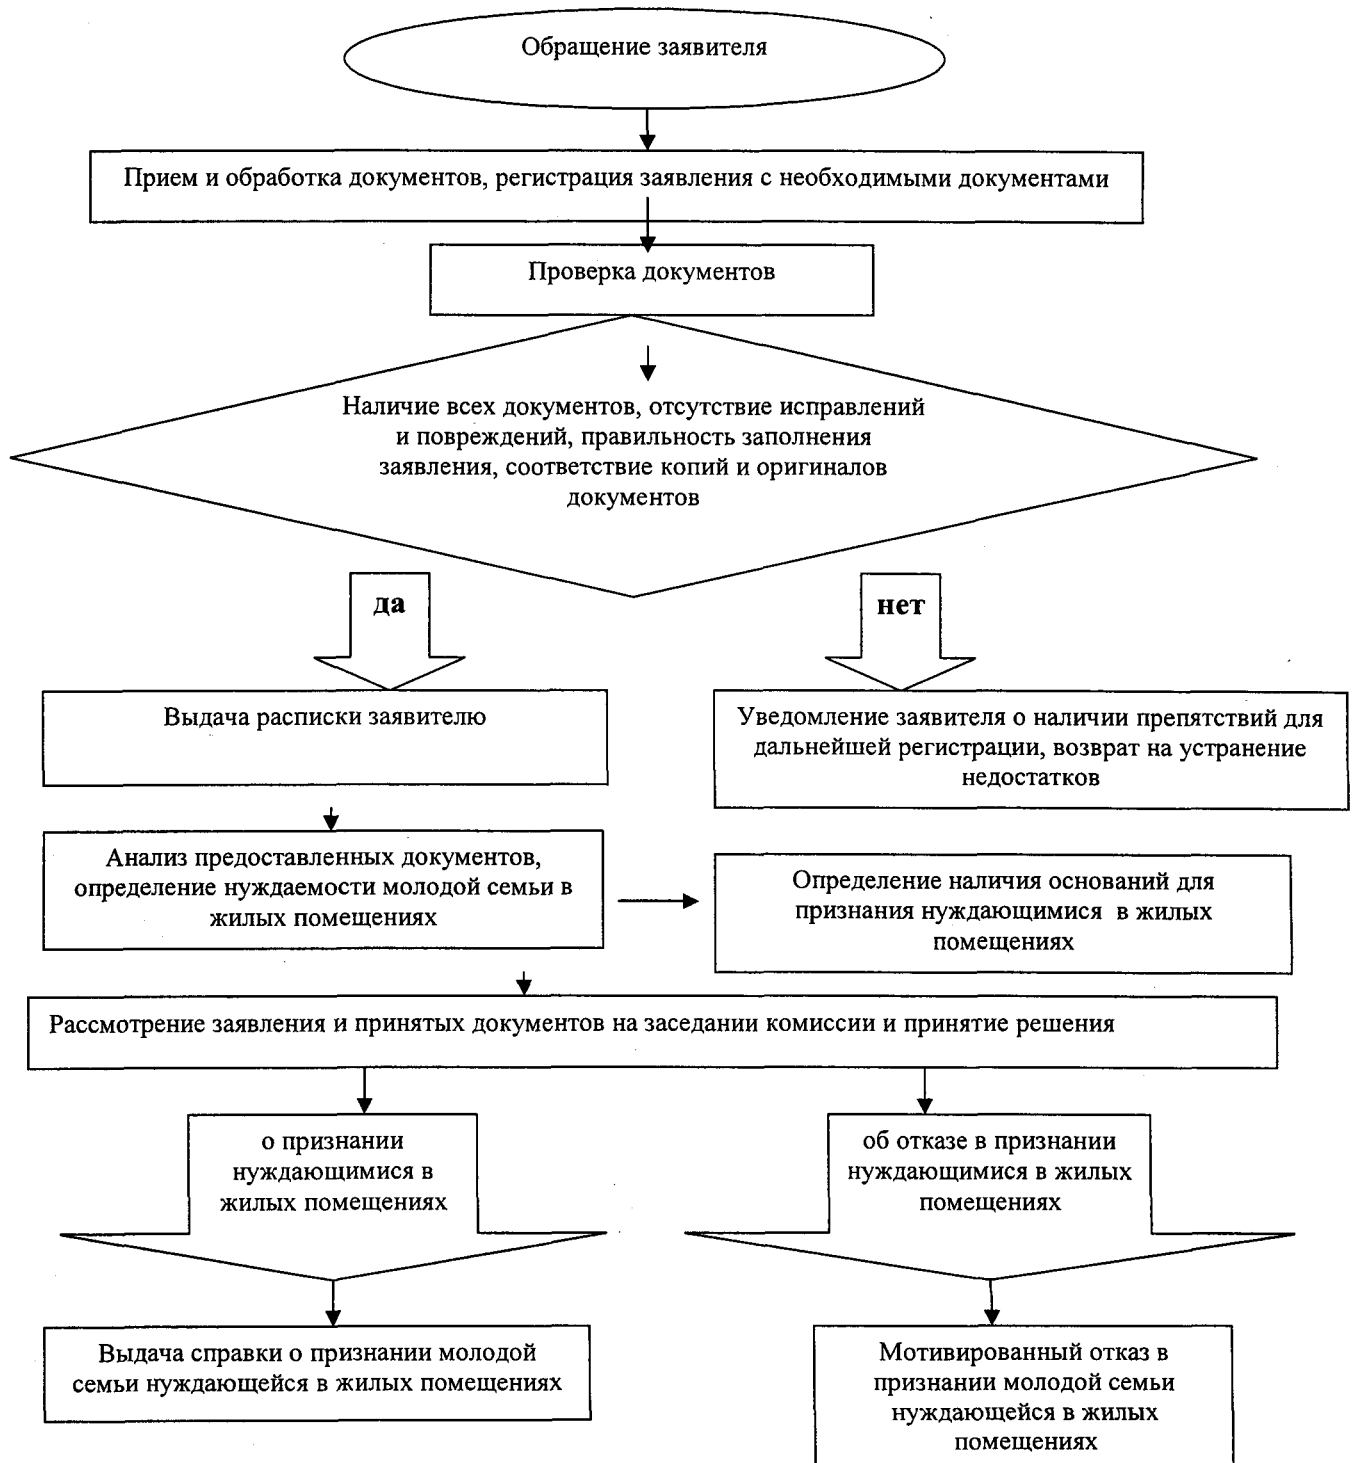 Обращение заявителя
Прием и обработка документов, регистрация заявления с необходимыми документами
Проверка документов
Наличие всех документов, отсутствие исправлений
и повреждений, правильность заполнения
заявления, соответствие копий и оригиналов
документов
да
нет
Выдача расписки заявителю
Уведомление заявителя о наличии препятствий для
дальнейшей регистрации, возврат на устранение
недостатков
Анализ предоставленных документов,
определение нуждаемости молодой семьи в
жилых помещениях
Определение наличия оснований для
признания нуждающимися в жилых
помещениях
Рассмотрение заявления и принятых документов на заседании комиссии и принятие решения
о признании
нуждающимися в
жилых помещениях
об отказе в признании
нуждающимися в жилых
помещениях
Выдача справки о признании молодой
семьи нуждающейся в жилых помещениях
Мотивированный отказ в
признании молодой семьи
нуждающейся в жилых
помещениях